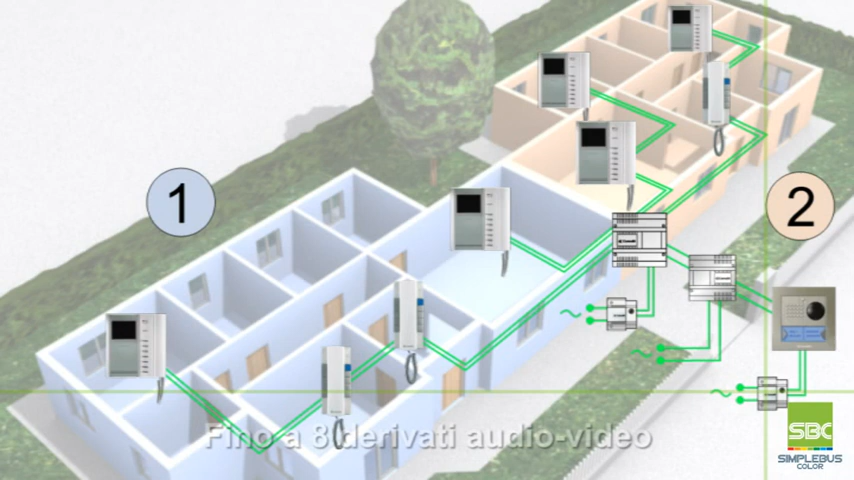 1
2
Fino a 8 derivati audio-video
SBC
SIMPLEBUS
COLOR